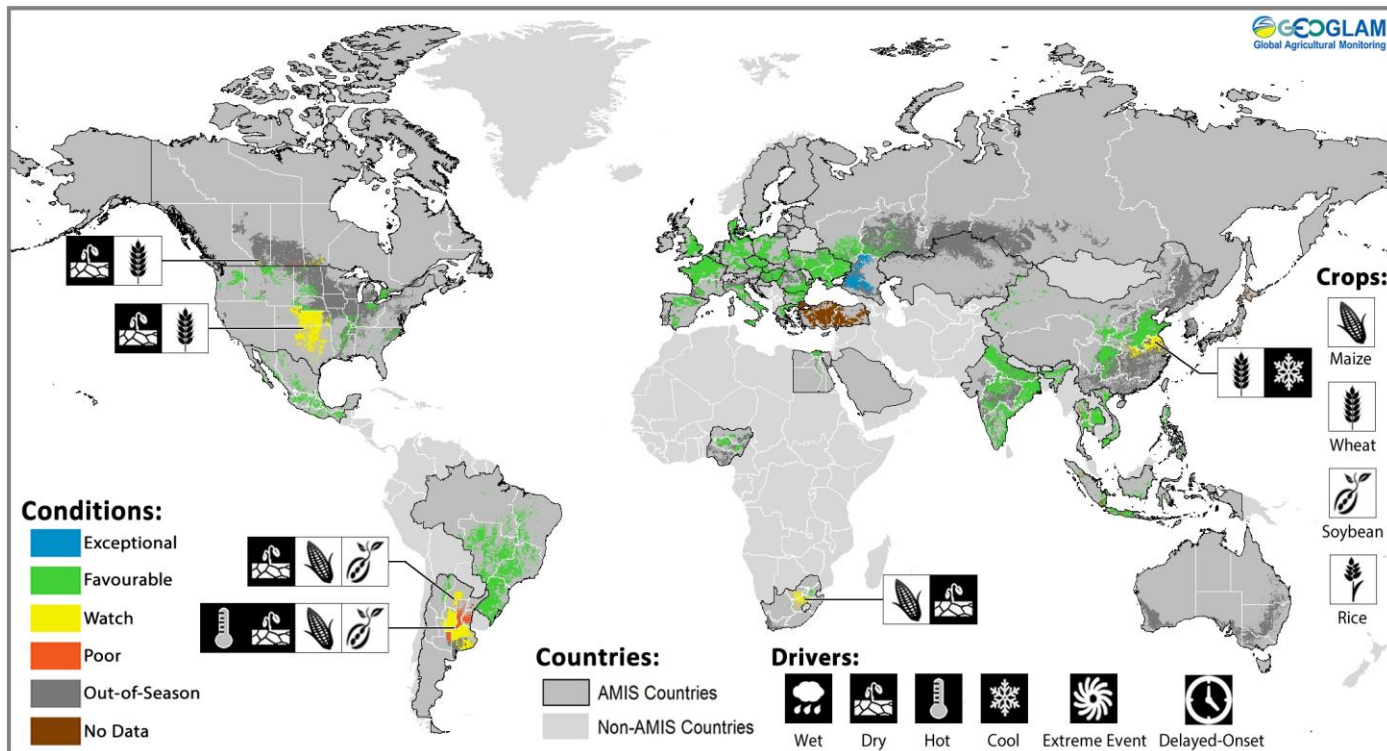 GEOGLAM
Global Agricultural Monitoring
Crops:
Maize
Wheat
Soybean
Rice
Conditions:
Exceptional
Favourable
Watch
Poor
Out-of-Season
No Data
Countries:
AMIS Countries
Non-AMIS Countries
Drivers:
Wet
Dry
Hot
Cool
Extreme Event
Delayed-Onset